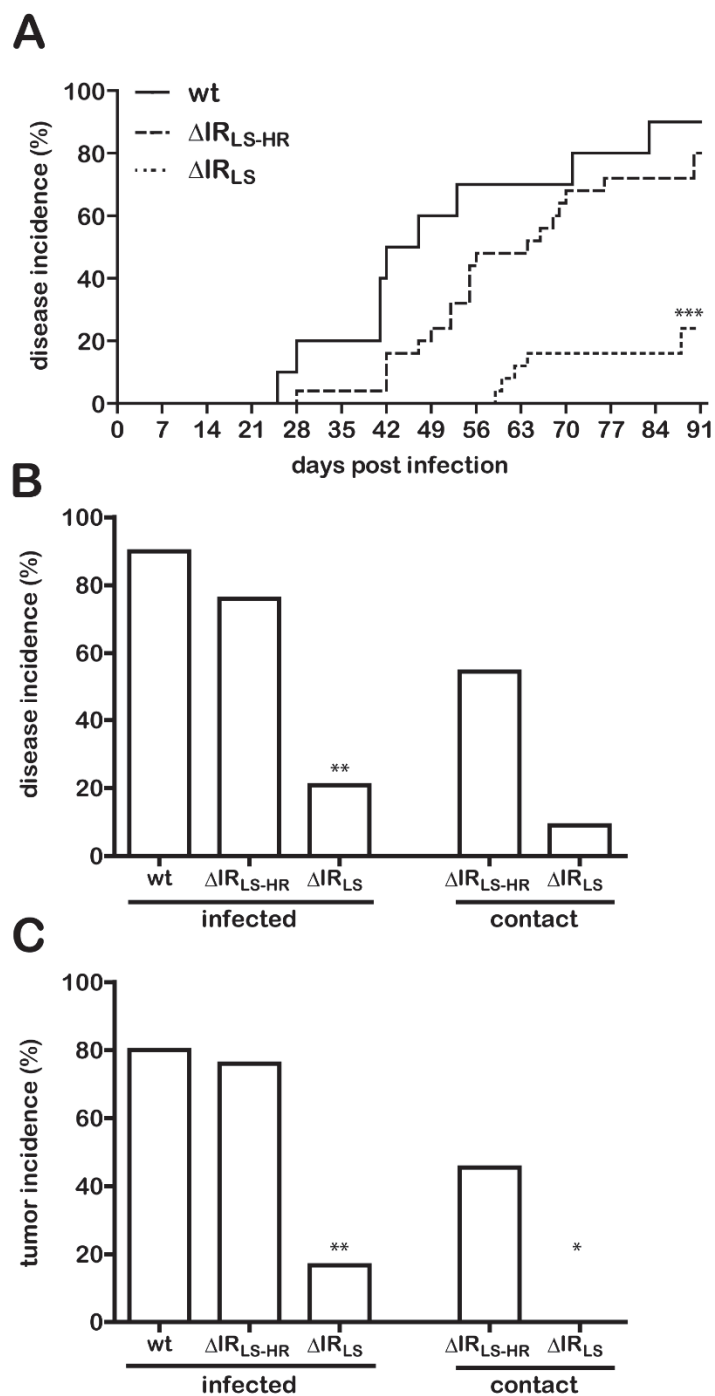 A
100
80
60
40
20
0
disease incidence (%)
wt
ΔIRLS-HR
ΔIRLS
***
0 7 14 21 28 35 42 49 56 63 70 77 84 91
days post infection
B
100
80
60
40
20
0
disease incidence (%)
**
wt ΔIRLS-HR ΔIRLS ΔIRLS-HR ΔIRLS
infected contact
C
100
80
60
40
20
0
tumor incidence (%)
** *
wt ΔIRLS-HR ΔIRLS ΔIRLS-HR ΔIRLS
infected contact